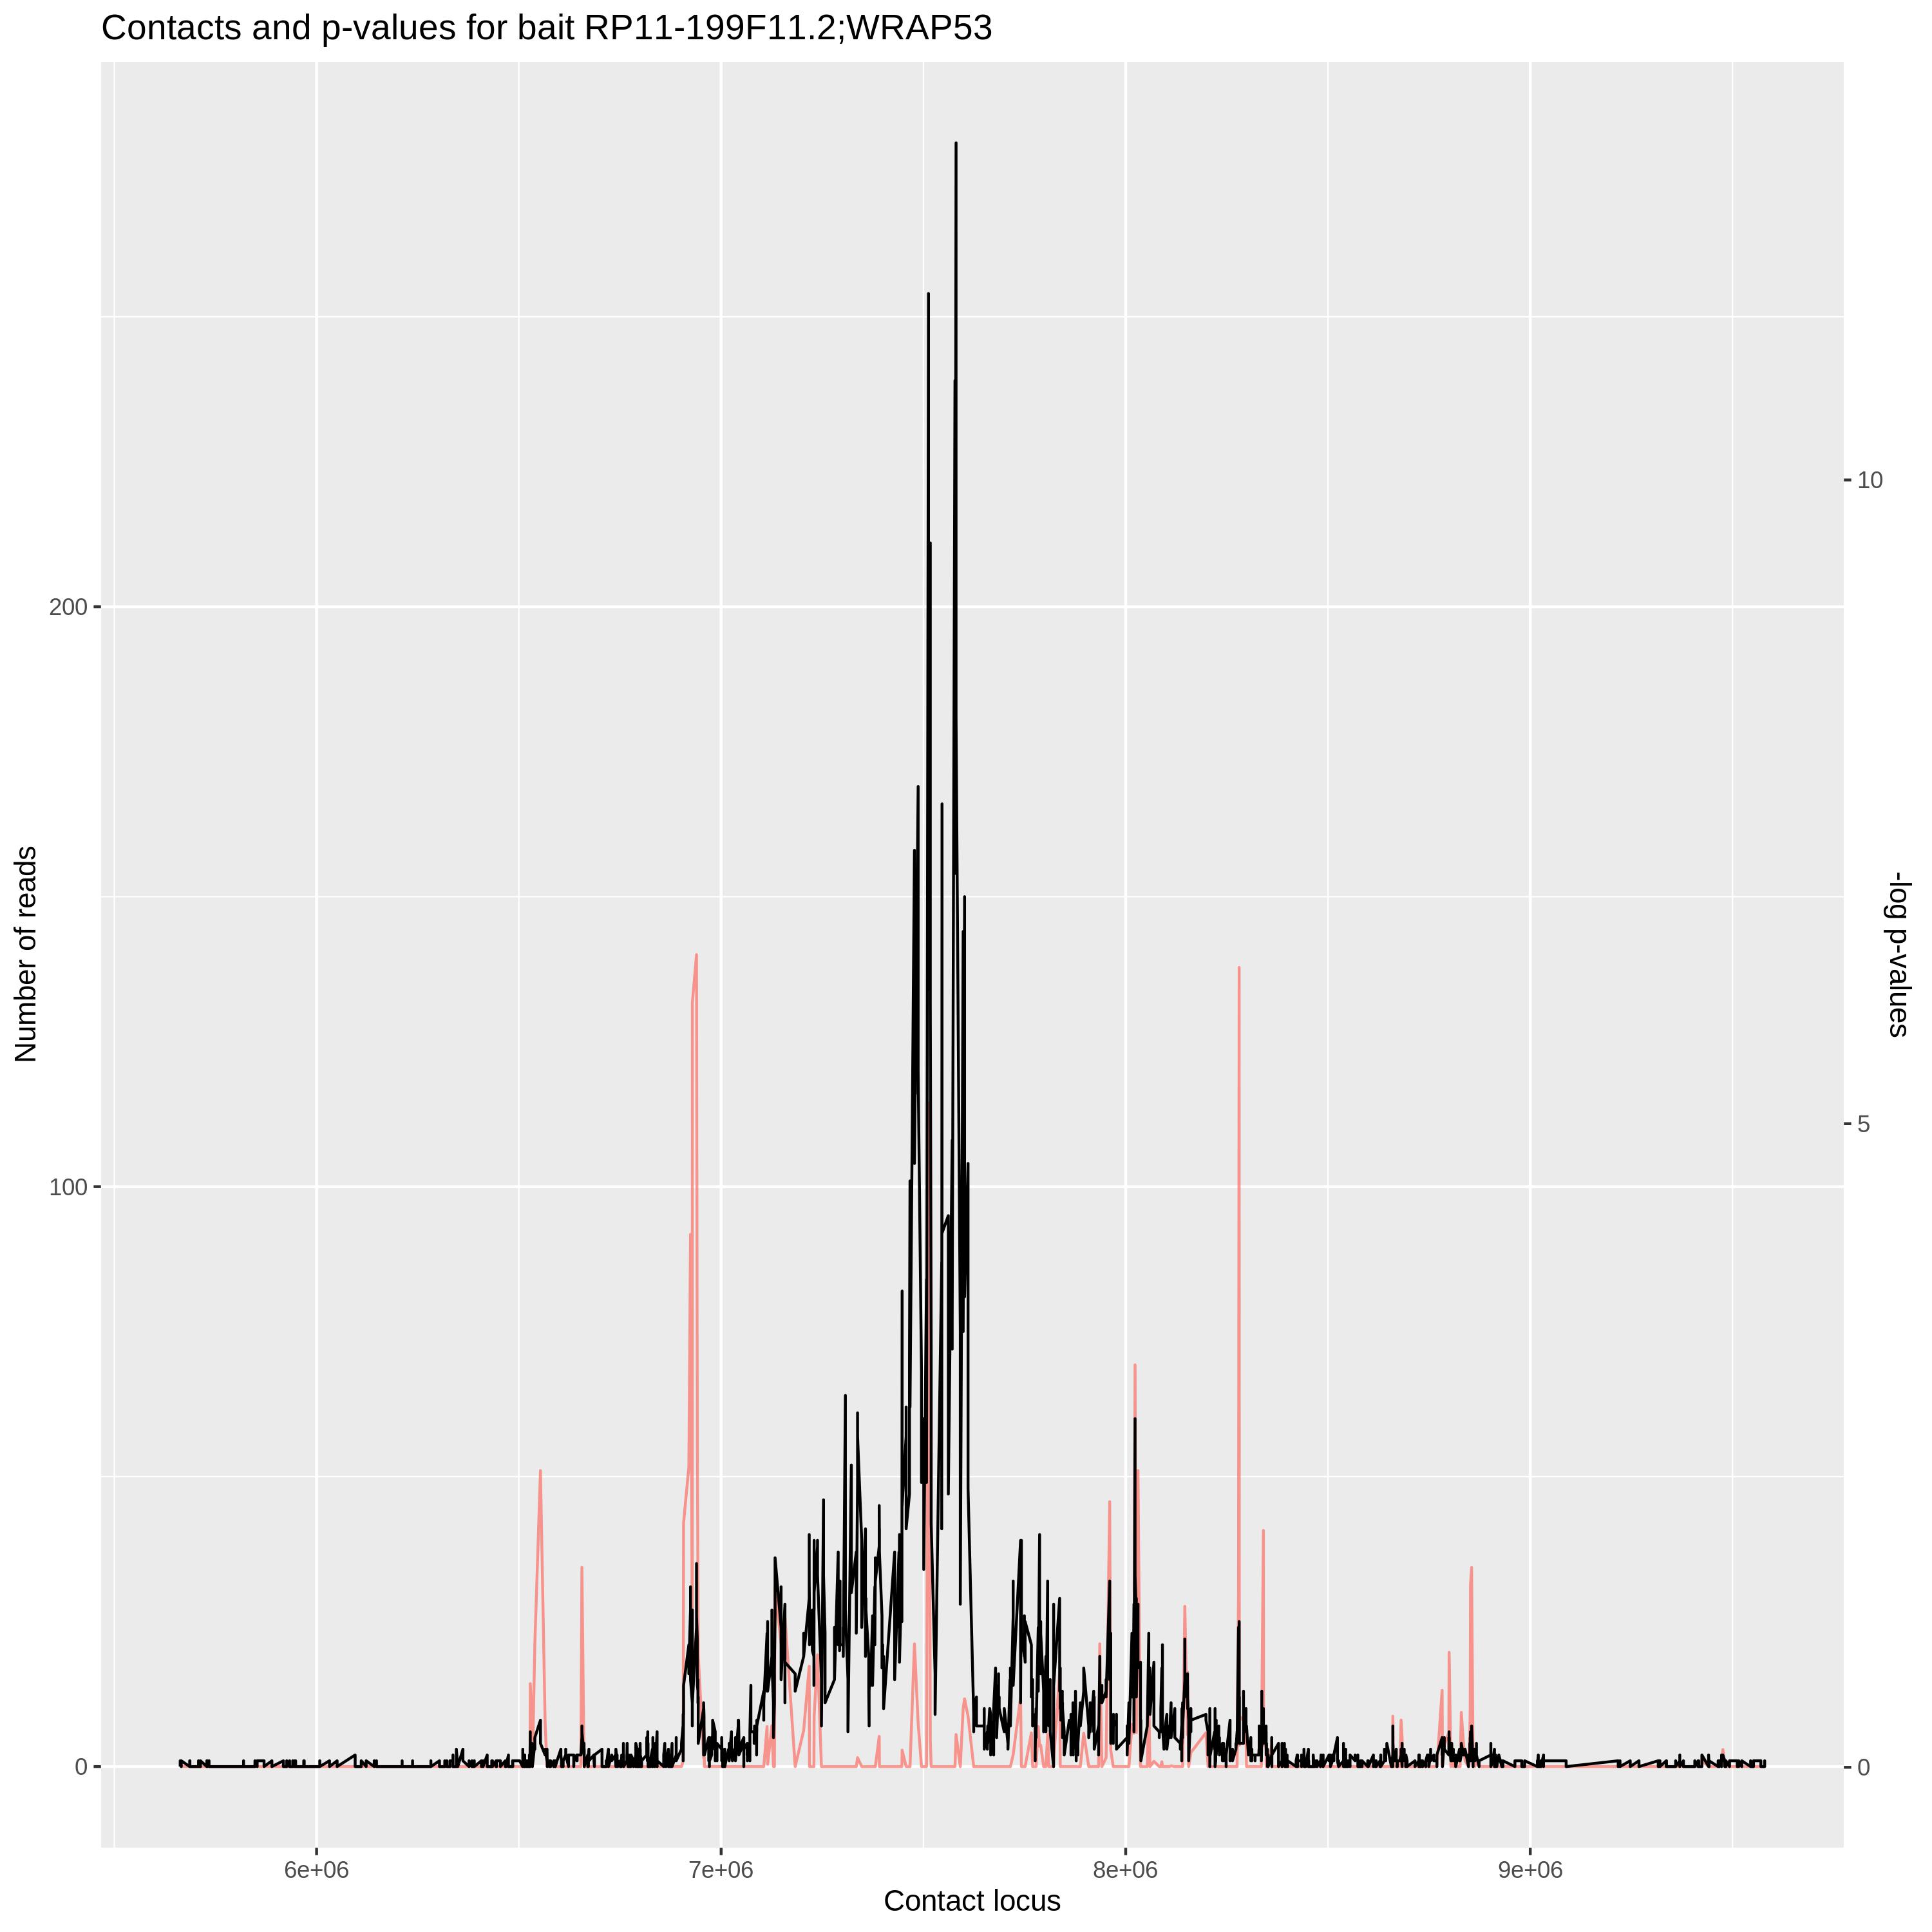 Contacts and p-values for bait RP11-199F11.2;WRAP53
Number of reads
200
100
0
10
5
0
-log p-values
6e+06
7e+06
8e+06
9e+06
Contact locus